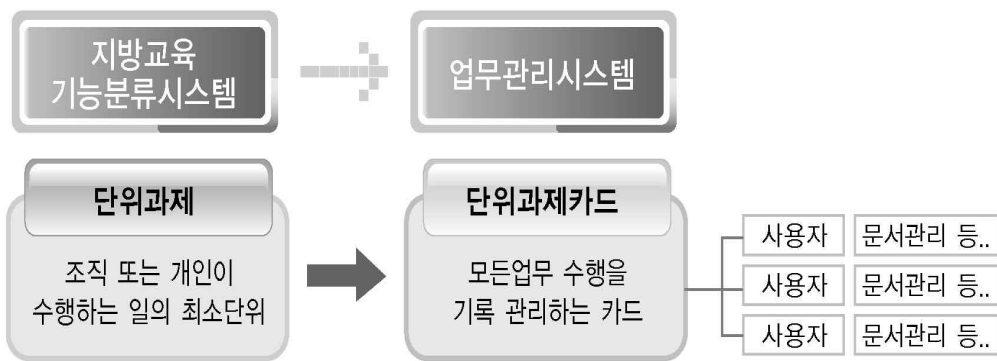 지방교육
기능분류시스템
업무관리시스템
단위과제
조직 또는 개인이
수행하는 일의 최소단위
단위과제카드
모든업무 수행을
기록 관리하는 카드
사용자 문서관리 등..
사용자 문서관리 등..
사용자 문서관리 등..